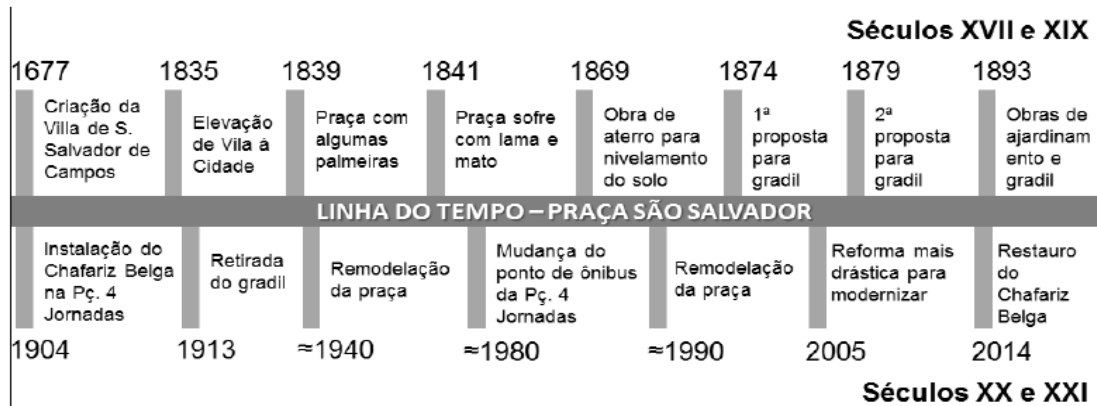 Séculos XVII e XIX
1677 1835 1839 1841 1869 1874 1879 1893
Criação da
Villa de S.
Salvador de
Campos
Elevação
de Vila à
Cidade
Praça com
algumas
palmeiras
Praça sofre
com lama e
mato
Obra de
aterro para
nivelamento
do solo
1ª
proposta
para
gradil
2ª
proposta
para
gradil
Obras de
ajardinam
ento e
gradil
LINHA DO TEMPO – PRAÇA SÃO SALVADOR
Instalação do
Chafariz Belga
na Pç. 4
Jornadas
Retirada
do gradil
Remodelação
da praça
Mudança do
ponto de ônibus
da Pç. 4
Jornadas
Remodelação
da praça
Reforma mais
drástica para
modernizar
Restauro
do
Chafariz
Belga
1904 1913 ≈1940 ≈1980 ≈1990 2005 2014
Séculos XX e XXI